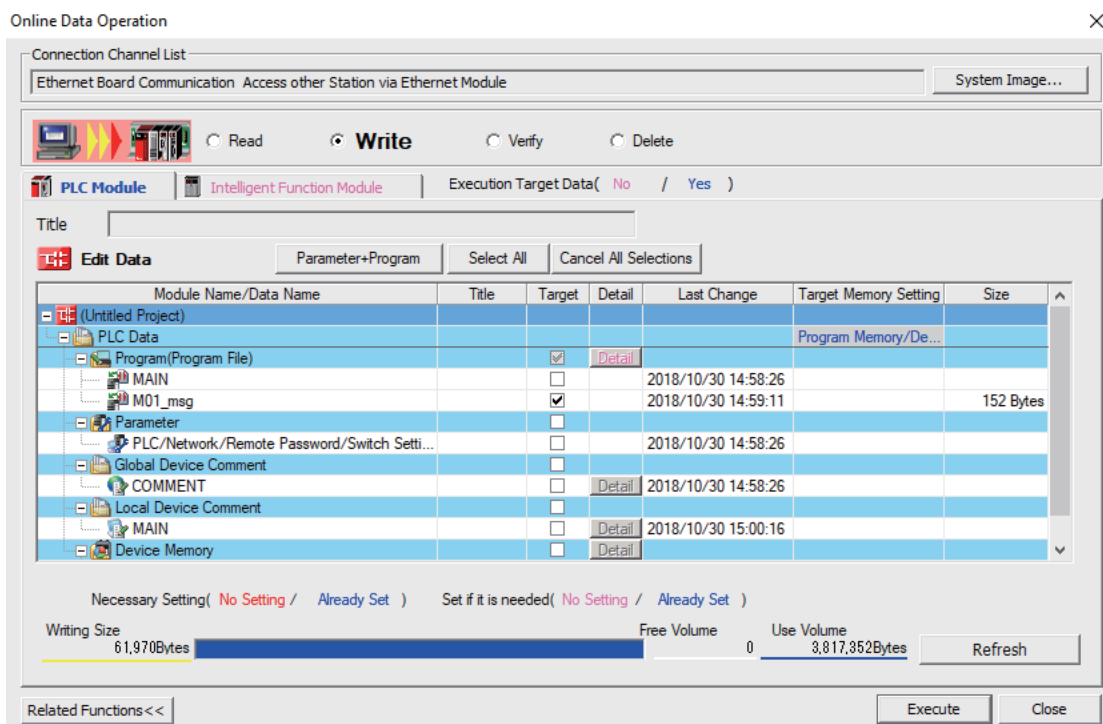 Online Data Operation
Connection Channel List
Ethernet Board Communication Access other Station via Ethernet Module
System Image...
Read Write Verify Delete
PLC Module Intelligent Function Module Execution Target Data( No / Yes )
Title
Edit Data Parameter+Program Select All Cancel All Selections
Module Name/Data Name Title Target Detail Last Change Target Memory Setting Size
(Untitled Project)
PLC Data Program Memory/De...
Program(Program File) Detail
MAIN 2018/10/30 14:58:26
M01_msg 2018/10/30 14:59:11 152 Bytes
Parameter
PLC/Network/Remote Password/Switch Setti... 2018/10/30 14:58:26
Global Device Comment
COMMENT Detail 2018/10/30 14:58:26
Local Device Comment
MAIN Detail 2018/10/30 15:00:16
Device Memory Detail
Necessary Setting( No Setting / Already Set ) Set if it is needed( No Setting / Already Set )
Writing Size Free Volume Use Volume
61,970Bytes 0 3,817,352Bytes Refresh
Related Functions<< Execute Close